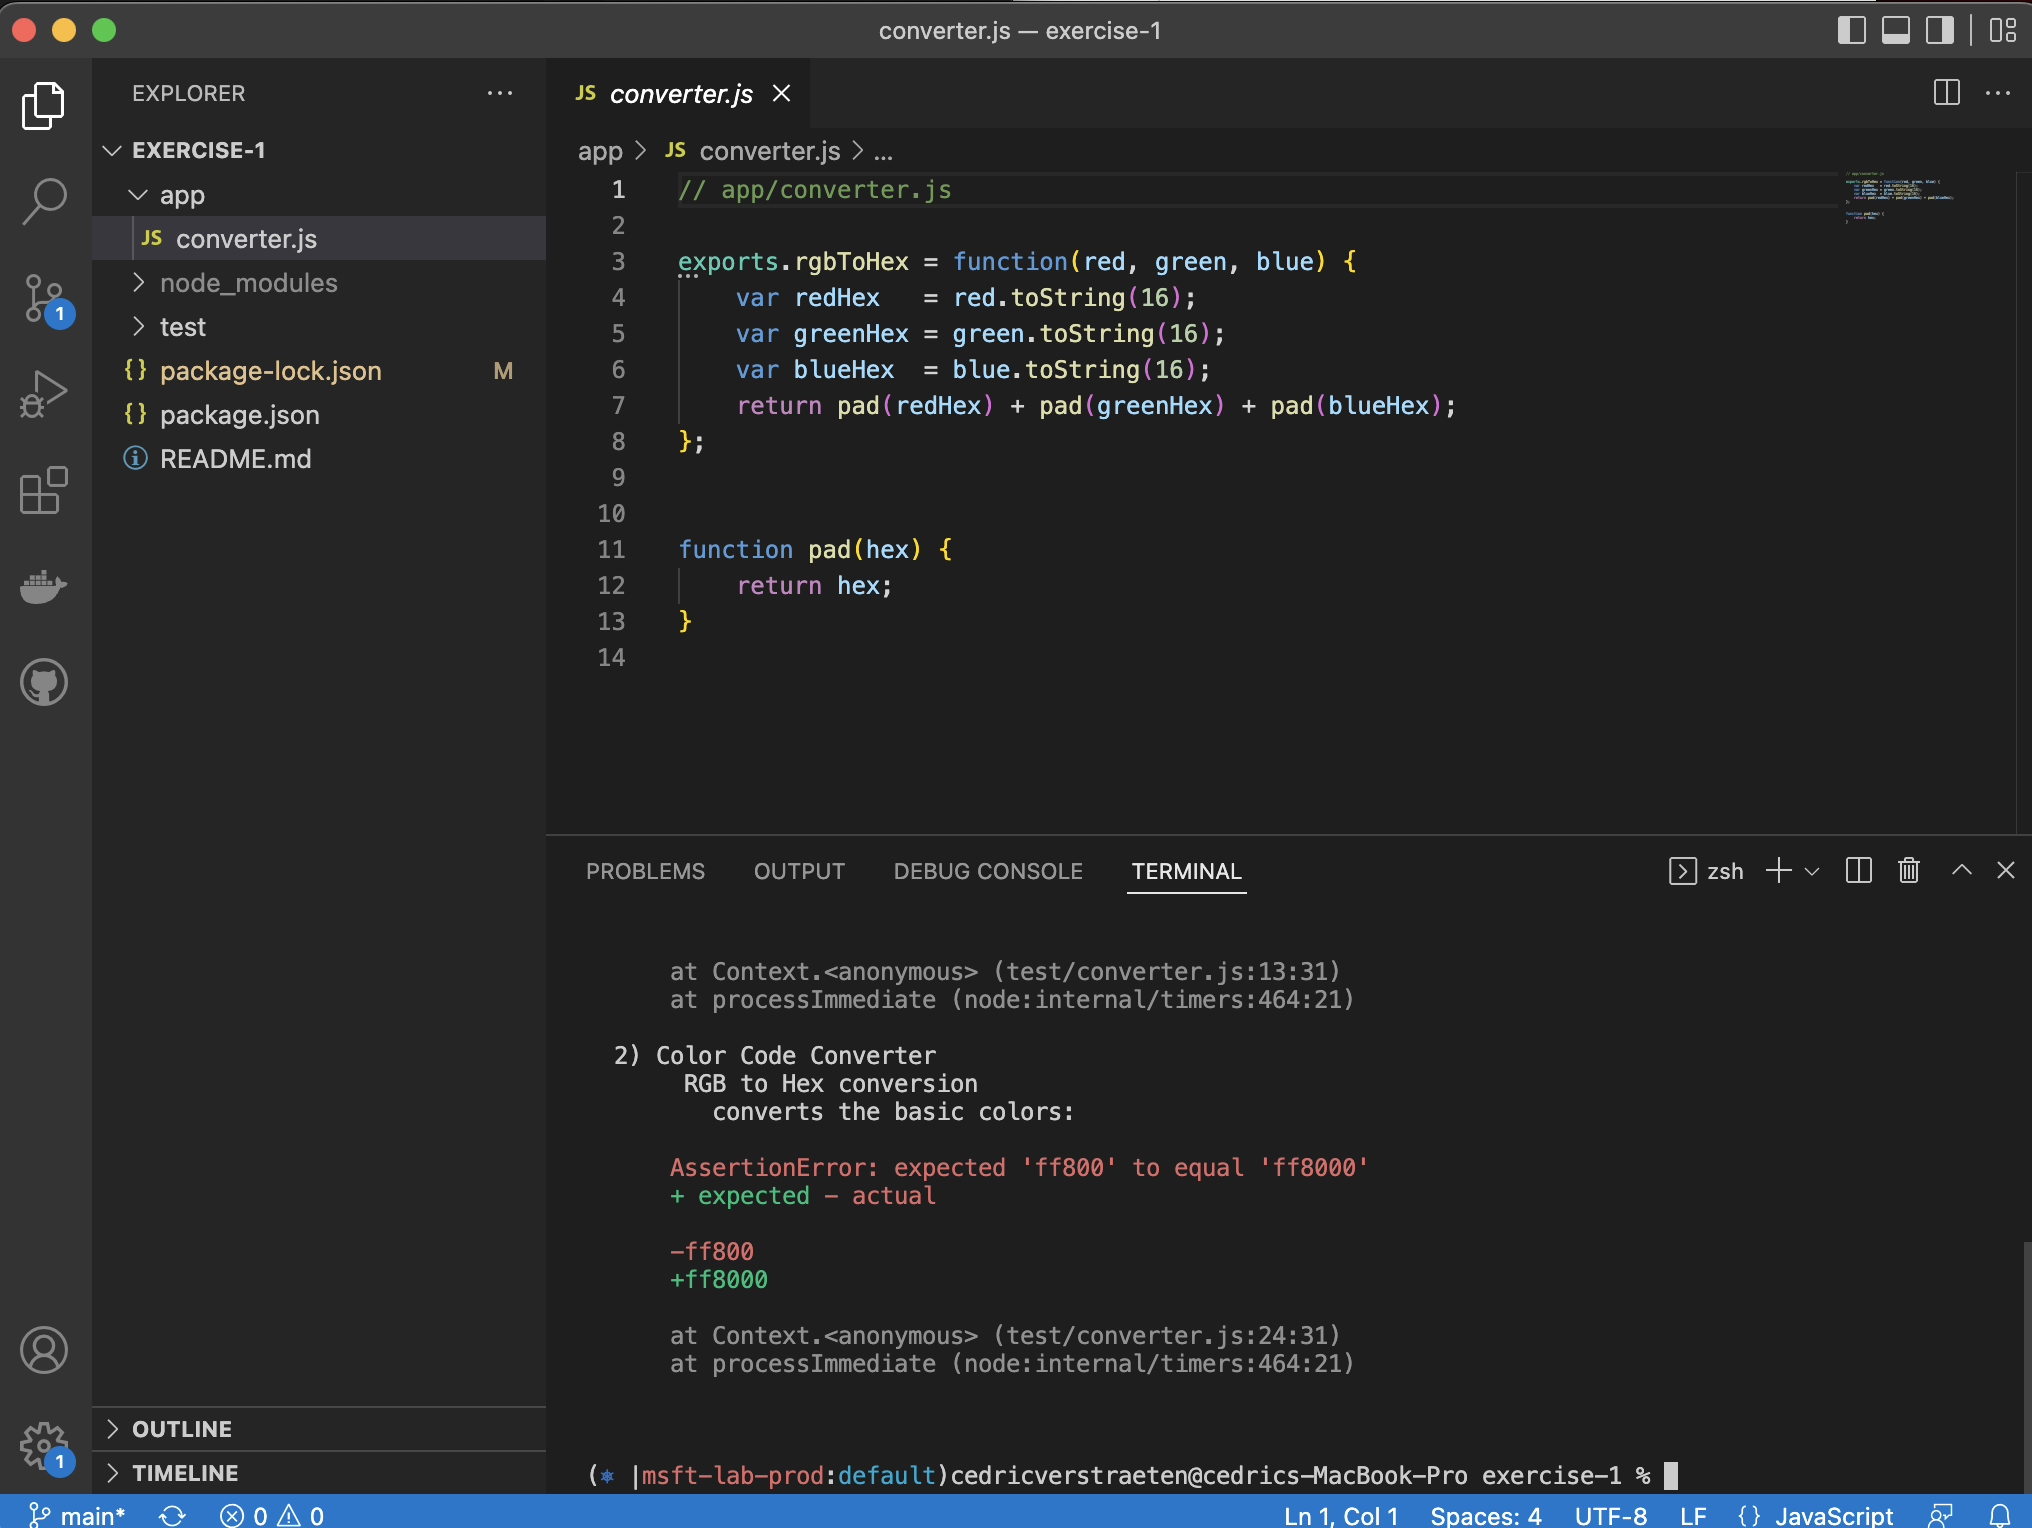 converter.js — exercise-1
EXPLORER
EXERCISE-1
app
JS converter.js
node_modules
test
{} package-lock.json M
{} package.json
README.md
OUTLINE
TIMELINE
JS converter.js
app > JS converter.js > ...
1 // app/converter.js
2
3 exports.rgbToHex = function(red, green, blue) {
4     var redHex   = red.toString(16);
5     var greenHex = green.toString(16);
6     var blueHex  = blue.toString(16);
7     return pad(redHex) + pad(greenHex) + pad(blueHex);
8 };
9
10
11 function pad(hex) {
12     return hex;
13 }
14
PROBLEMS OUTPUT DEBUG CONSOLE TERMINAL zsh
at Context.<anonymous> (test/converter.js:13:31)
at processImmediate (node:internal/timers:464:21)
2) Color Code Converter
RGB to Hex conversion
converts the basic colors:
AssertionError: expected 'ff800' to equal 'ff8000'
+ expected - actual
-ff800
+ff8000
at Context.<anonymous> (test/converter.js:24:31)
at processImmediate (node:internal/timers:464:21)
(⎈ |msft-lab-prod:default)cedricverstraeten@cedrics-MacBook-Pro exercise-1 %
1
1
main* 0 0 Ln 1, Col 1 Spaces: 4 UTF-8 LF {} JavaScript